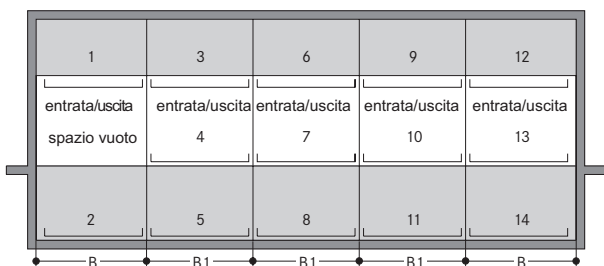 1 3 6 9 12
entrata/uscita entrata/uscita entrata/uscita entrata/uscita entrata/uscita
spazio vuoto 4 7 10 13
2 5 8 11 14
B B1 B1 B1 B